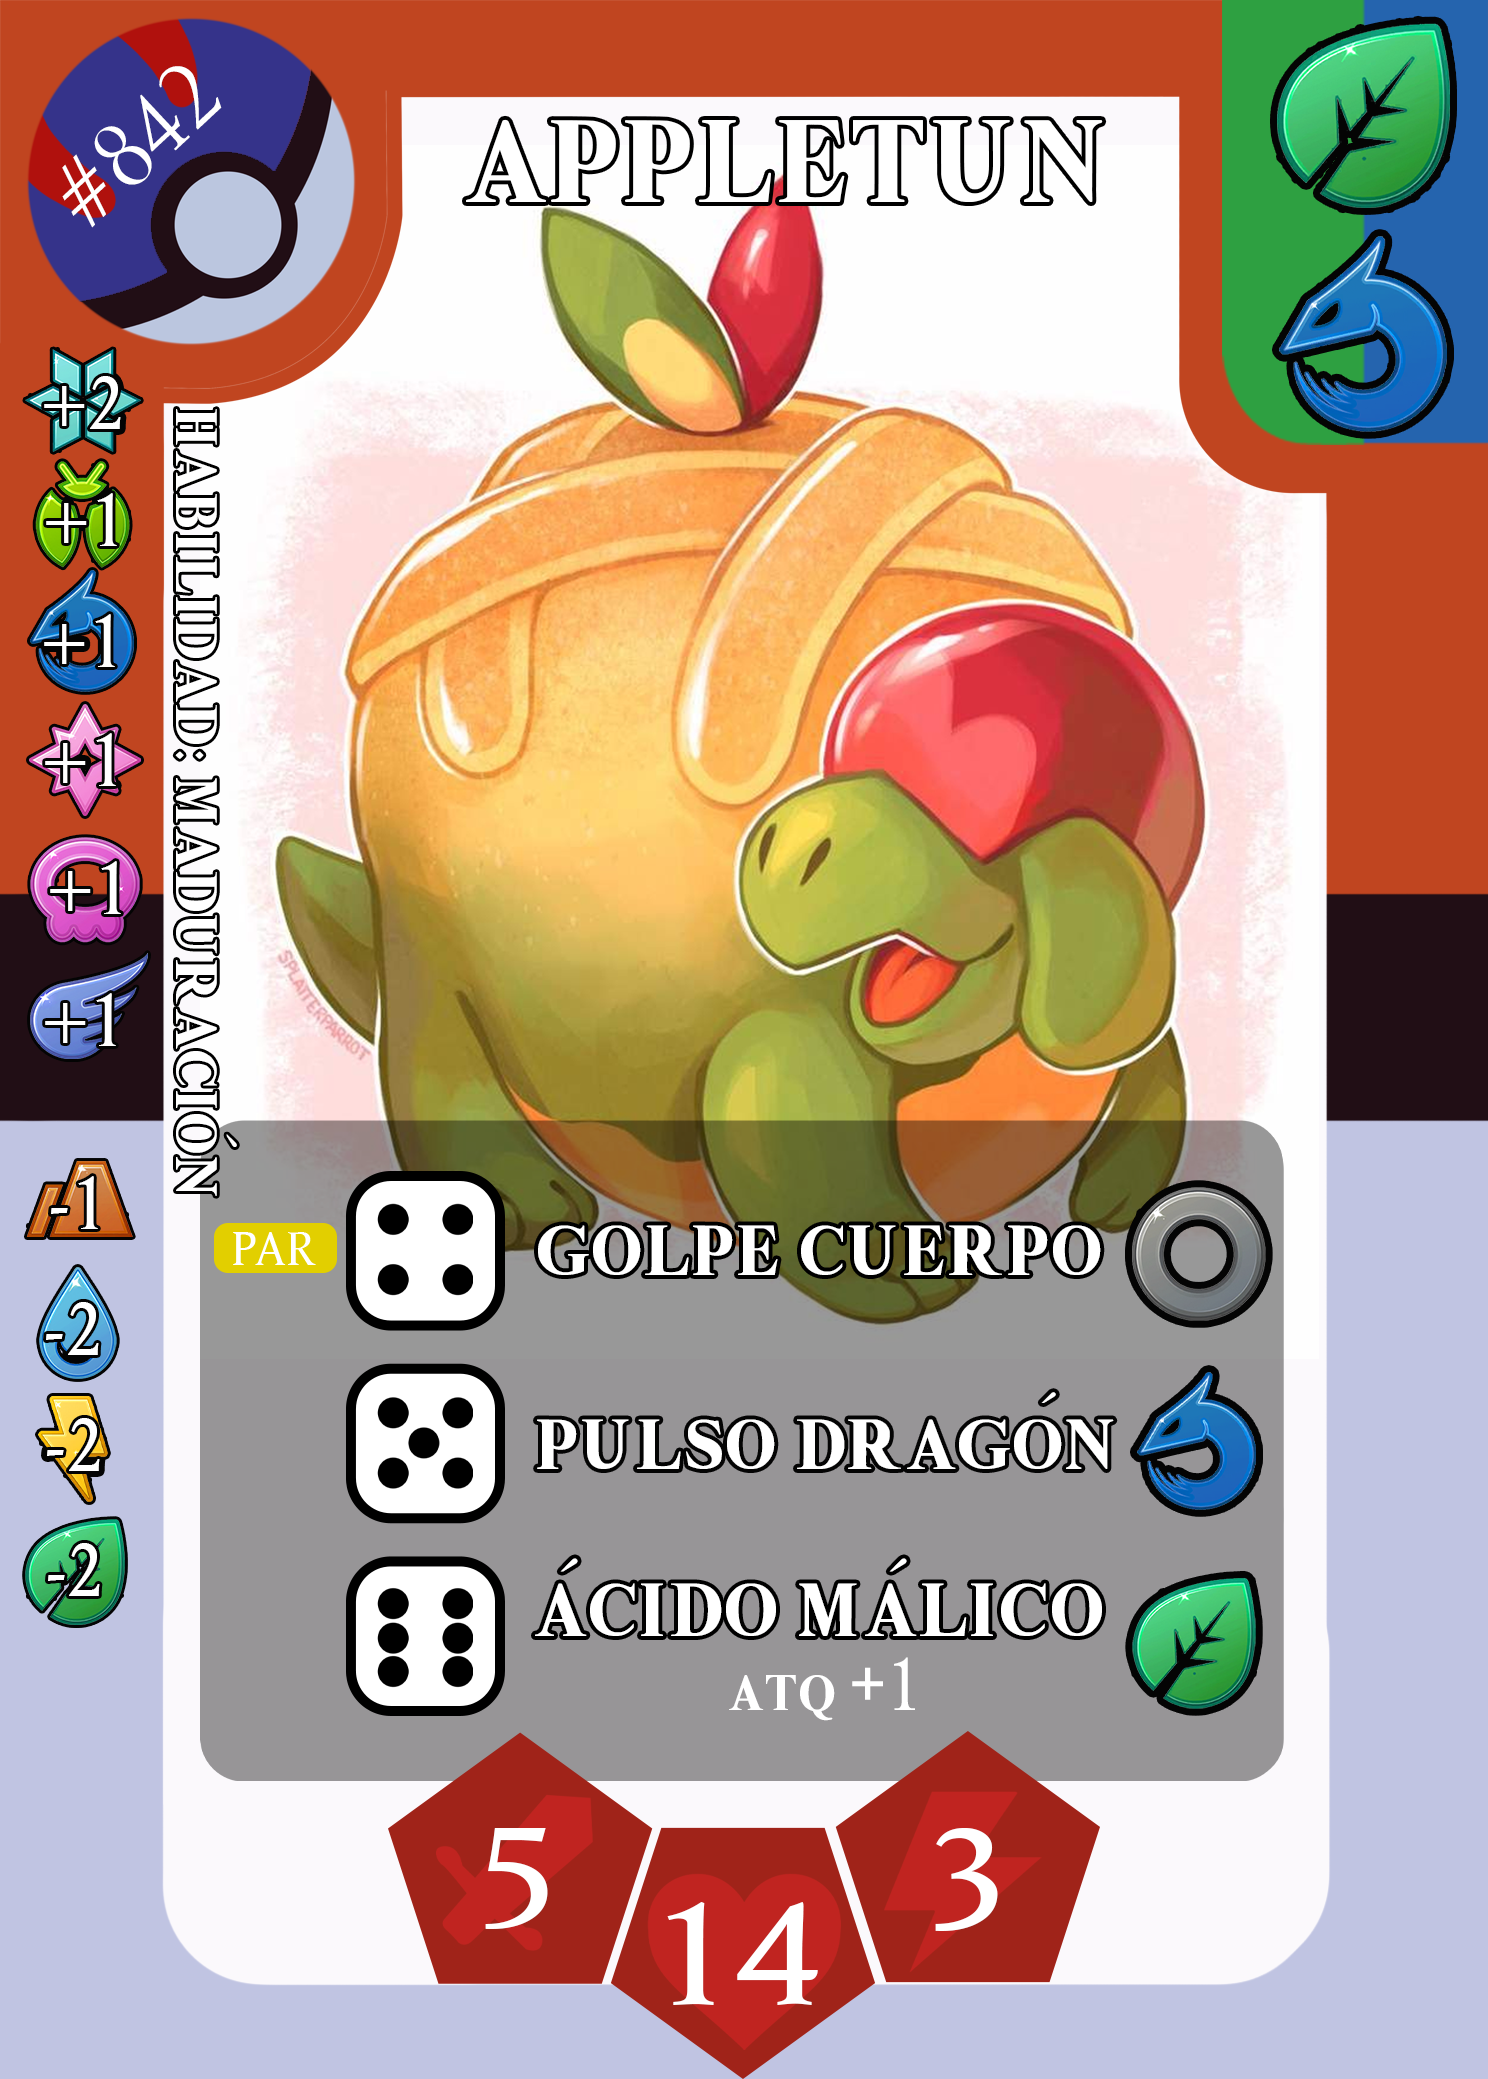 #842
APPLETUN
+2
+1
+1
+1
+1
+1
HABILIDAD: MADURACIÓN
SPLATTERPARROT
-1
-2
-2
-2
PAR
GOLPE CUERPO
PULSO DRAGÓN
ÁCIDO MÁLICO
ATQ +1
5
14
3